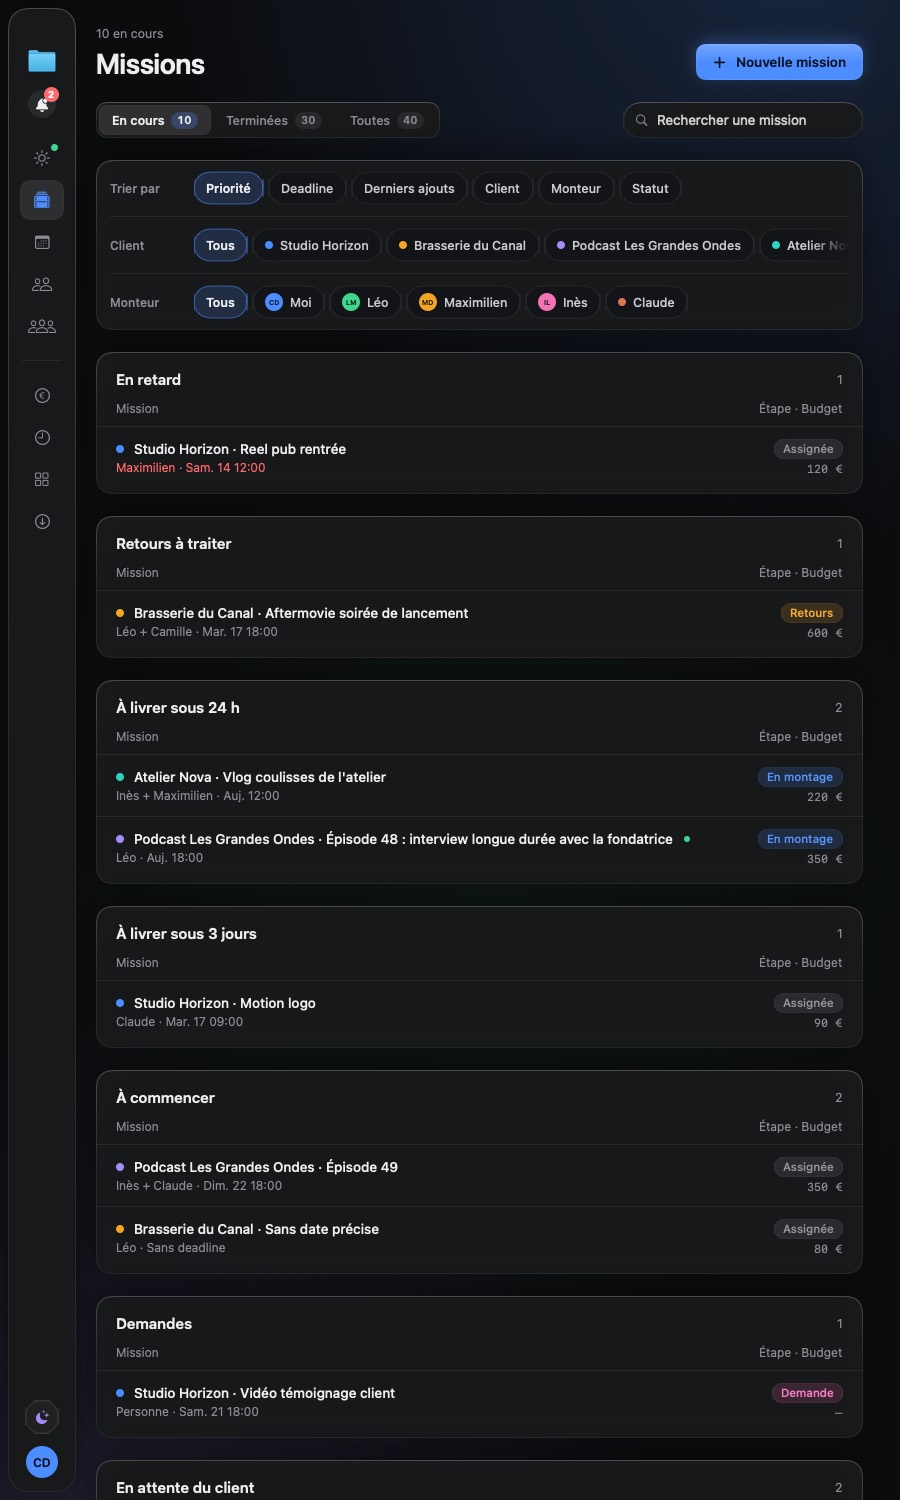 10 en cours
Missions
+ Nouvelle mission
2
En cours 10 Terminées 30 Toutes 40
Rechercher une mission
Trier par Priorité Deadline Derniers ajouts Client Monteur Statut
Client Tous Studio Horizon Brasserie du Canal Podcast Les Grandes Ondes Atelier No
Monteur Tous CD Moi LM Léo MD Maximilien IL Inès Claude
En retard 1
Mission Étape · Budget
Studio Horizon · Reel pub rentrée Assignée
Maximilien · Sam. 14 12:00 120 €
Retours à traiter 1
Mission Étape · Budget
Brasserie du Canal · Aftermovie soirée de lancement Retours
Léo + Camille · Mar. 17 18:00 600 €
À livrer sous 24 h 2
Mission Étape · Budget
Atelier Nova · Vlog coulisses de l'atelier En montage
Inès + Maximilien · Auj. 12:00 220 €
Podcast Les Grandes Ondes · Épisode 48 : interview longue durée avec la fondatrice En montage
Léo · Auj. 18:00 350 €
À livrer sous 3 jours 1
Mission Étape · Budget
Studio Horizon · Motion logo Assignée
Claude · Mar. 17 09:00 90 €
À commencer 2
Mission Étape · Budget
Podcast Les Grandes Ondes · Épisode 49 Assignée
Inès + Claude · Dim. 22 18:00 350 €
Brasserie du Canal · Sans date précise Assignée
Léo · Sans deadline 80 €
Demandes 1
Mission Étape · Budget
Studio Horizon · Vidéo témoignage client Demande
Personne · Sam. 21 18:00 –
CD
En attente du client 2